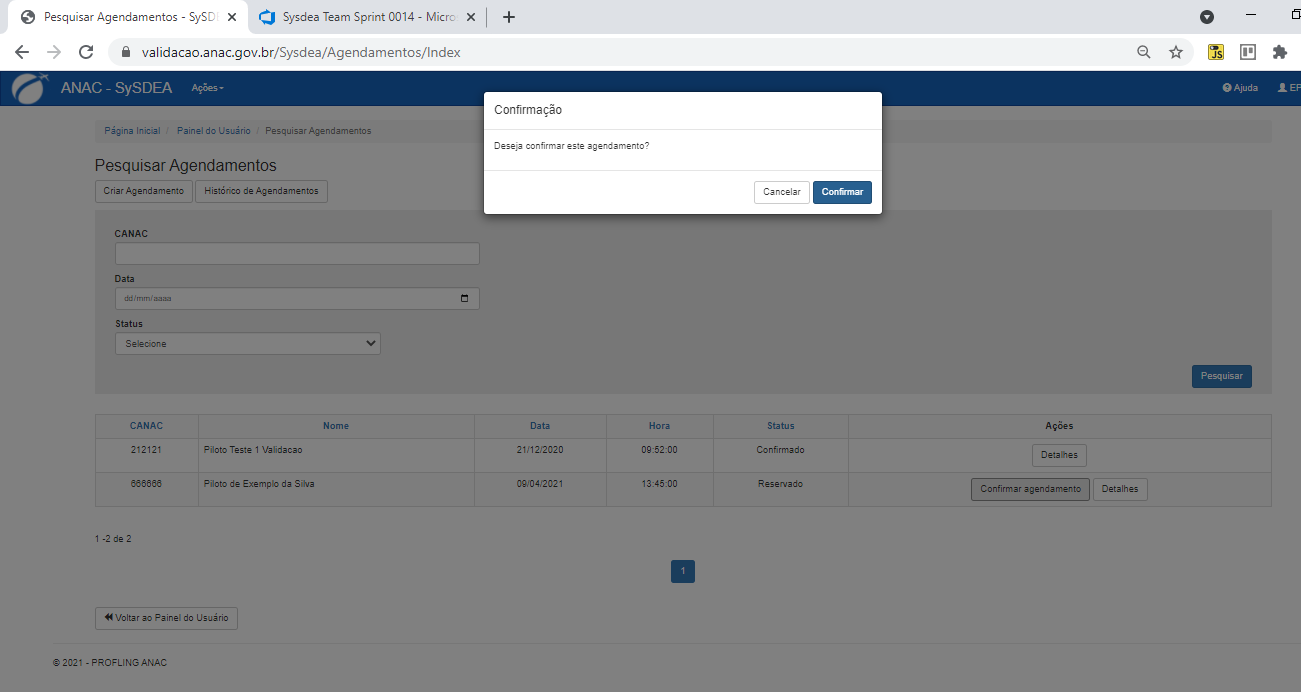 Pesquisar Agendamentos - SySD
Sysdea Team Sprint 0014 - Micro
validacao.anac.gov.br/Sysdea/Agendamentos/Index
JS
ANAC - SySDEA
Ações
Ajuda
EF
Confirmação
Deseja confirmar este agendamento?
Cancelar
Confirmar
Página Inicial / Painel do Usuário / Pesquisar Agendamentos
Pesquisar Agendamentos
Criar Agendamento
Histórico de Agendamentos
CANAC
Data
dd/mm/aaaa
Status
Selecione
Pesquisar
CANAC Nome Data Hora Status Ações
212121 Piloto Teste 1 Validacao 21/12/2020 09:52:00 Confirmado Detalhes
666666 Piloto de Exemplo da Silva 09/04/2021 13:45:00 Reservado Confirmar agendamento Detalhes
1 -2 de 2
1
Voltar ao Painel do Usuário
© 2021 - PROFLING ANAC